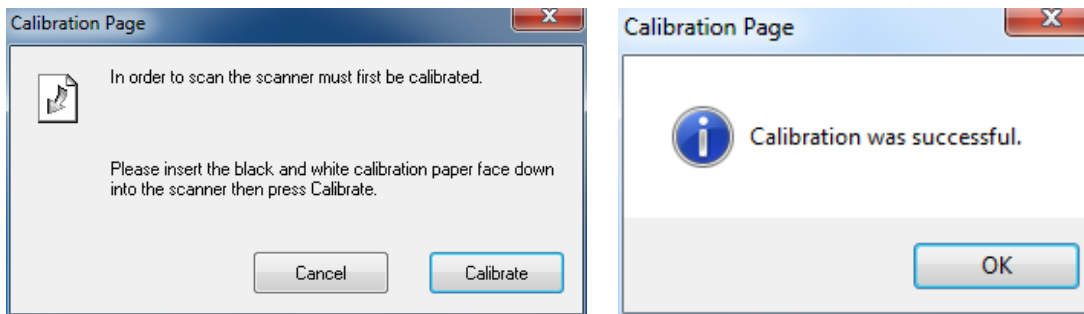 Calibration Page
In order to scan the scanner must first be calibrated.
Please insert the black and white calibration paper face down
into the scanner then press Calibrate.
Cancel
Calibrate
Calibration Page
Calibration was successful.
OK